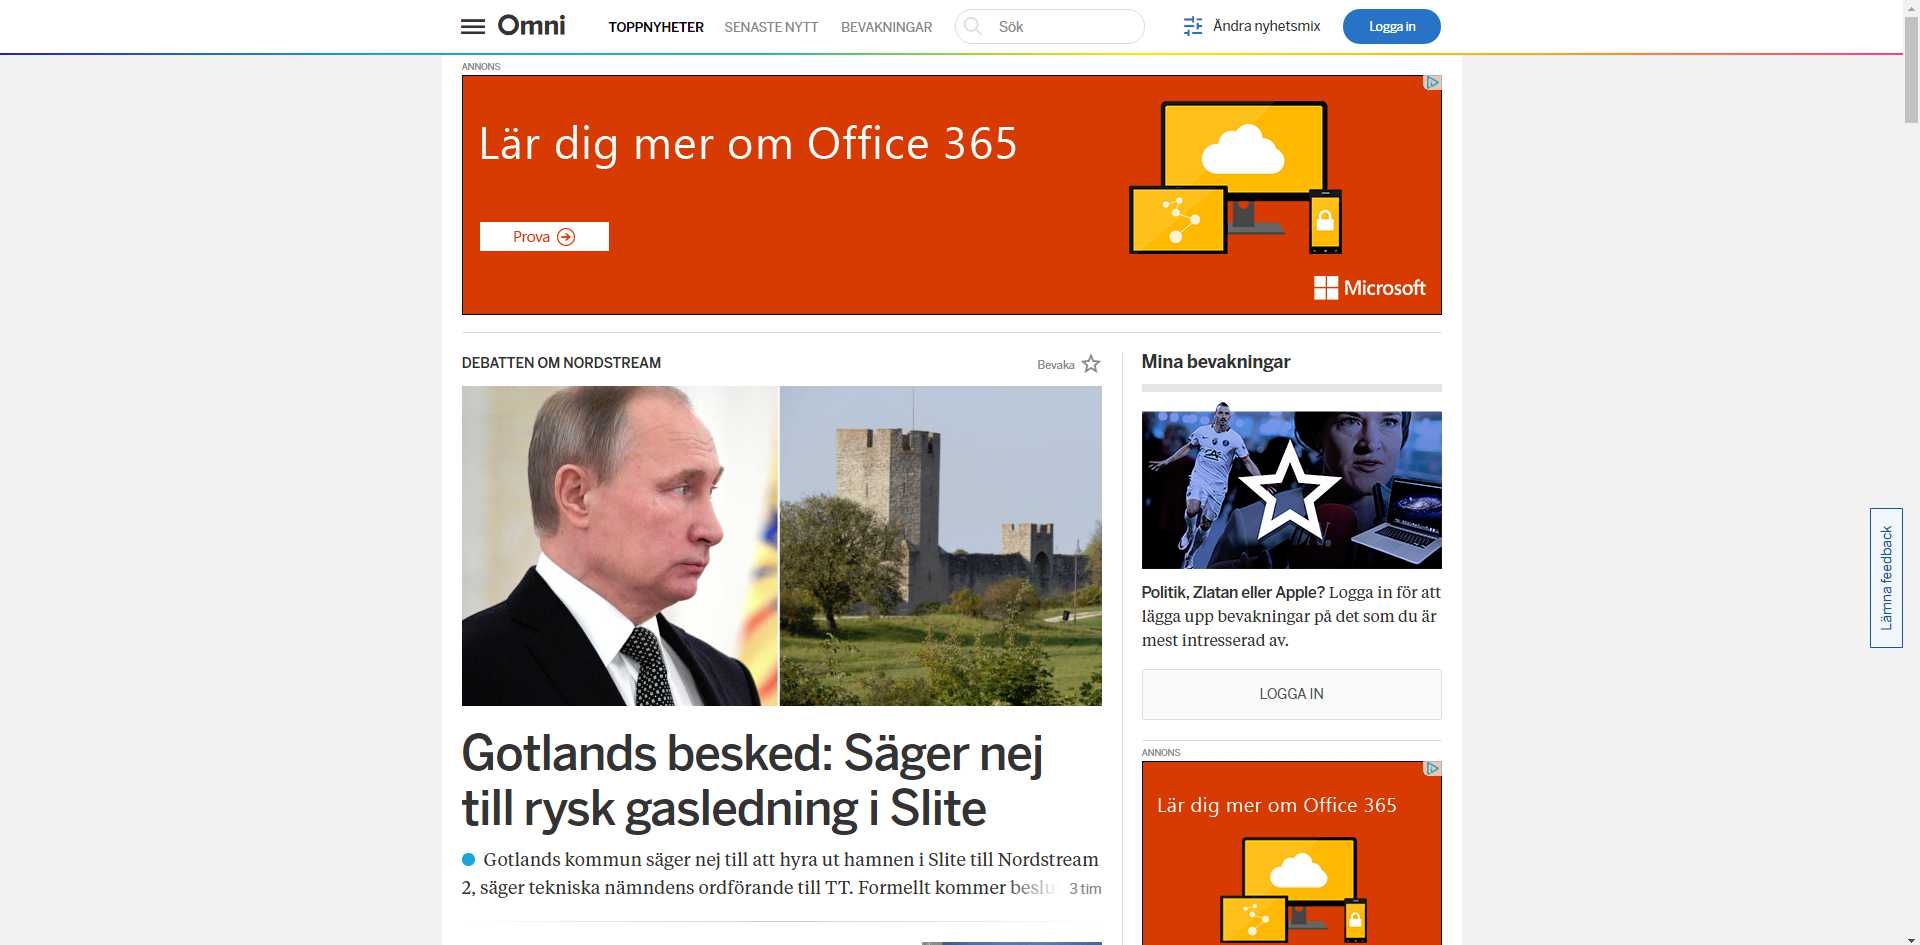 Omni
TOPPNYHETER
SENASTE NYTT
BEVAKNINGAR
Sök
Ändra nyhetsmix
Logga in
ANNONS
Lär dig mer om Office 365
Prova
Microsoft
DEBATTEN OM NORDSTREAM
Bevaka
Gotlands besked: Säger nej
till rysk gasledning i Slite
Gotlands kommun säger nej till att hyra ut hamnen i Slite till Nordstream
2, säger tekniska nämndens ordförande till TT. Formellt kommer beslu
3 tim
Mina bevakningar
Politik, Zlatan eller Apple? Logga in för att
lägga upp bevakningar på det som du är
mest intresserad av.
LOGGA IN
ANNONS
Lär dig mer om Office 365
Lämna feedback